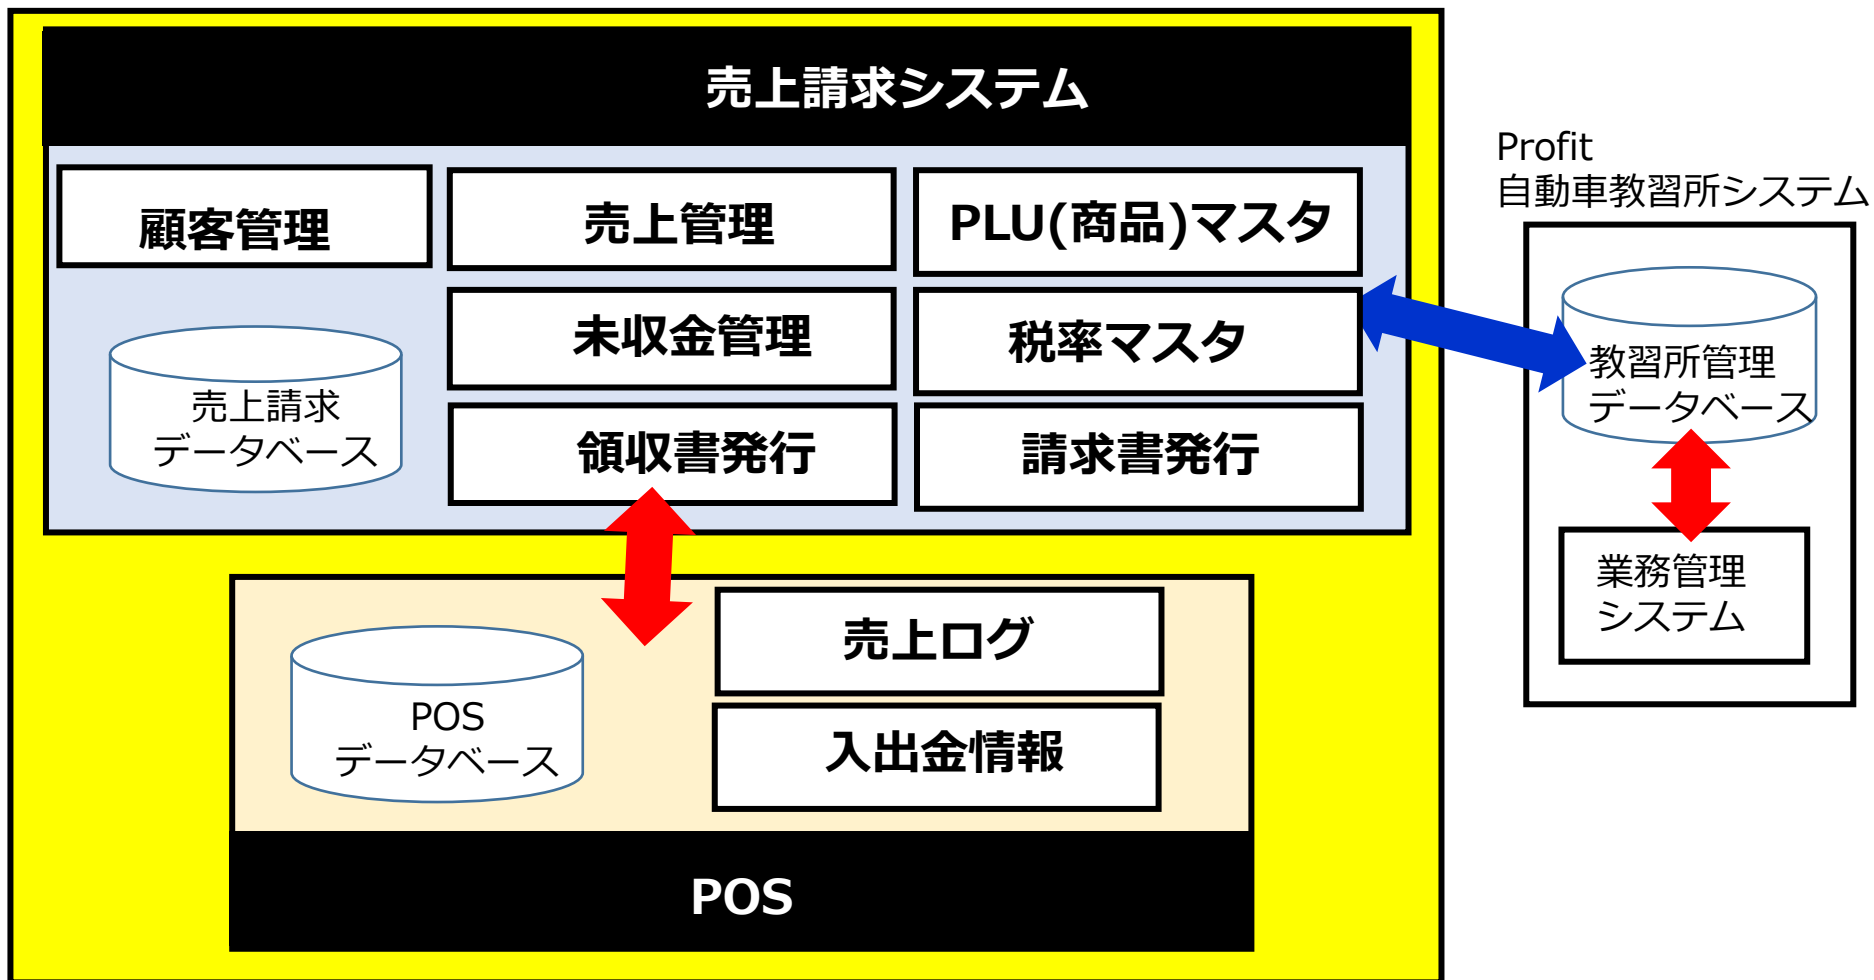 売上請求システム
顧客管理
売上管理
PLU(商品)マスタ
未収金管理
税率マスタ
売上請求
データベース
領収書発行
請求書発行
売上ログ
POS
データベース
入出金情報
POS
Profit
自動車教習所システム
教習所管理
データベース
業務管理
システム